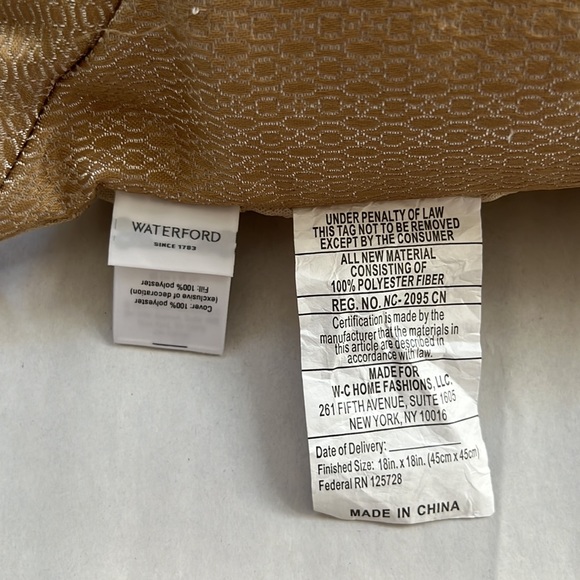 WATERFORD
SINCE 1783
Cover: 100% polyester
(exclusive of decoration)
Fill: 100% polyester
UNDER PENALTY OF LAW
THIS TAG NOT TO BE REMOVED
EXCEPT BY THE CONSUMER
ALL NEW MATERIAL
CONSISTING OF
100% POLYESTER FIBER
REG. NO. NC- 2095 CN
Certification is made by the
manufacturer that the materials in
this article are described in
accordance with law.
MADE FOR
W-C HOME FASHIONS, LLC.
261 FIFTH AVENUE, SUITE 1605
NEW YORK, NY 10016
Date of Delivery:
Finished Size: 18in. x 18in. (45cm x 45cm)
Federal RN 125728
MADE IN CHINA